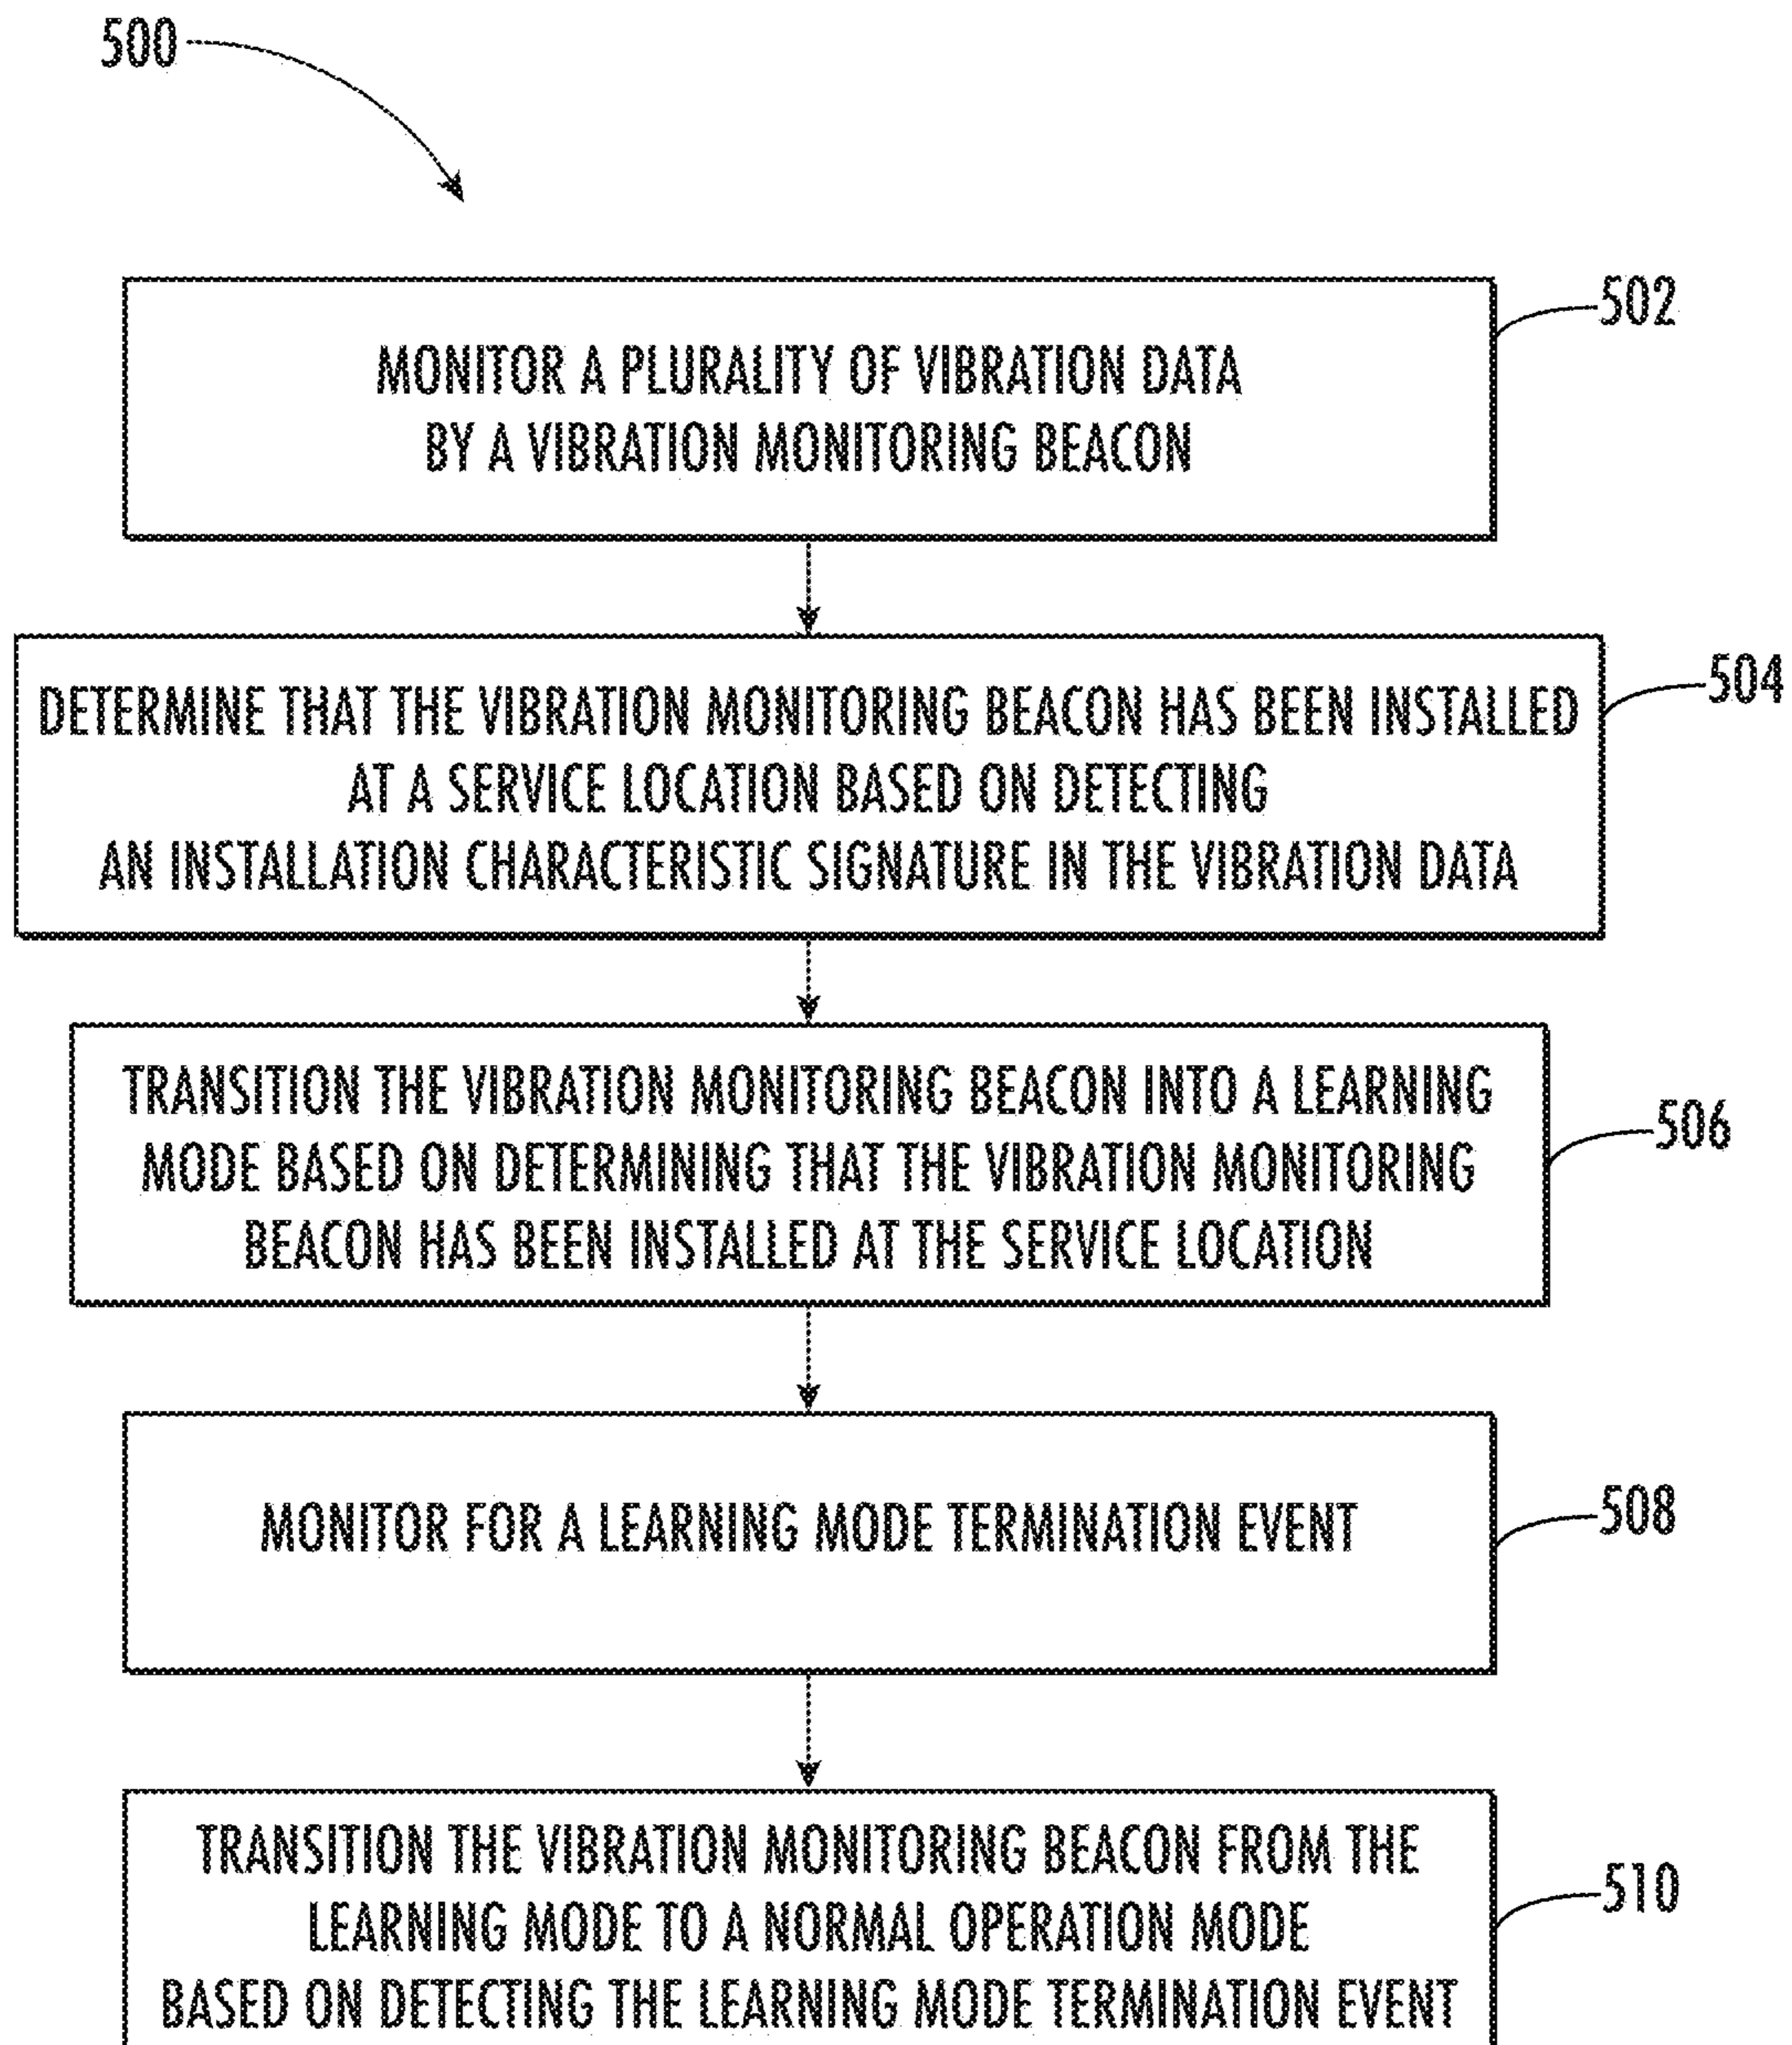 500
502
MONITOR A PLURALITY OF VIBRATION DATA
BY A VIBRATION MONITORING BEACON
504
DETERMINE THAT THE VIBRATION MONITORING BEACON HAS BEEN INSTALLED
AT A SERVICE LOCATION BASED ON DETECTING
AN INSTALLATION CHARACTERISTIC SIGNATURE IN THE VIBRATION DATA
506
TRANSITION THE VIBRATION MONITORING BEACON INTO A LEARNING
MODE BASED ON DETERMINING THAT THE VIBRATION MONITORING
BEACON HAS BEEN INSTALLED AT THE SERVICE LOCATION
508
MONITOR FOR A LEARNING MODE TERMINATION EVENT
510
TRANSITION THE VIBRATION MONITORING BEACON FROM THE
LEARNING MODE TO A NORMAL OPERATION MODE
BASED ON DETECTING THE LEARNING MODE TERMINATION EVENT